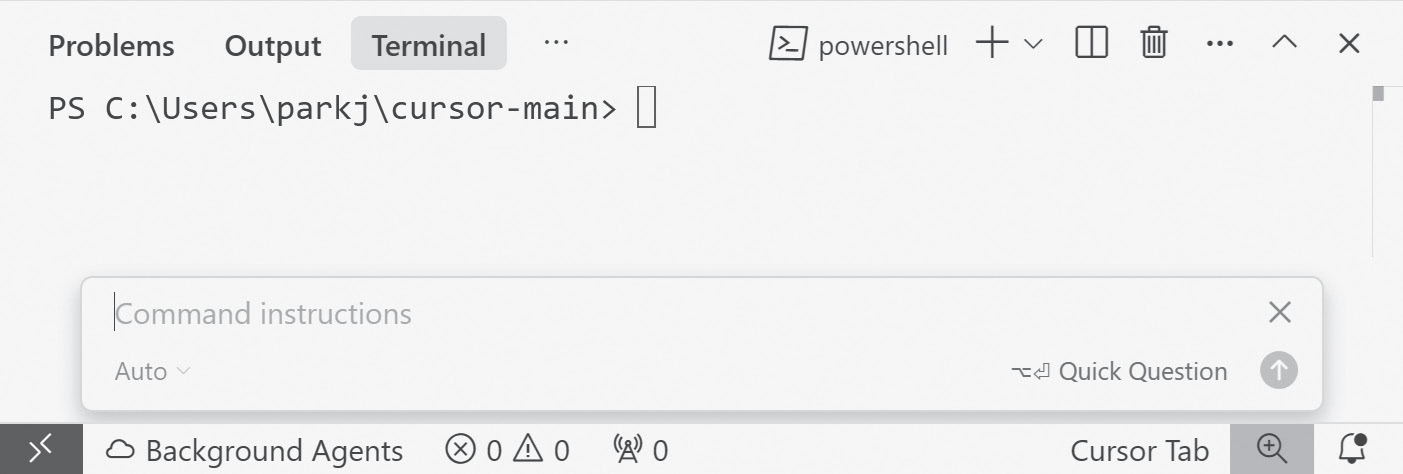 Problems Output Terminal ... powershell ...
PS C:\Users\parkj\cursor-main>
Command instructions
Auto ⌥⏎ Quick Question
Background Agents 0 0 0 Cursor Tab